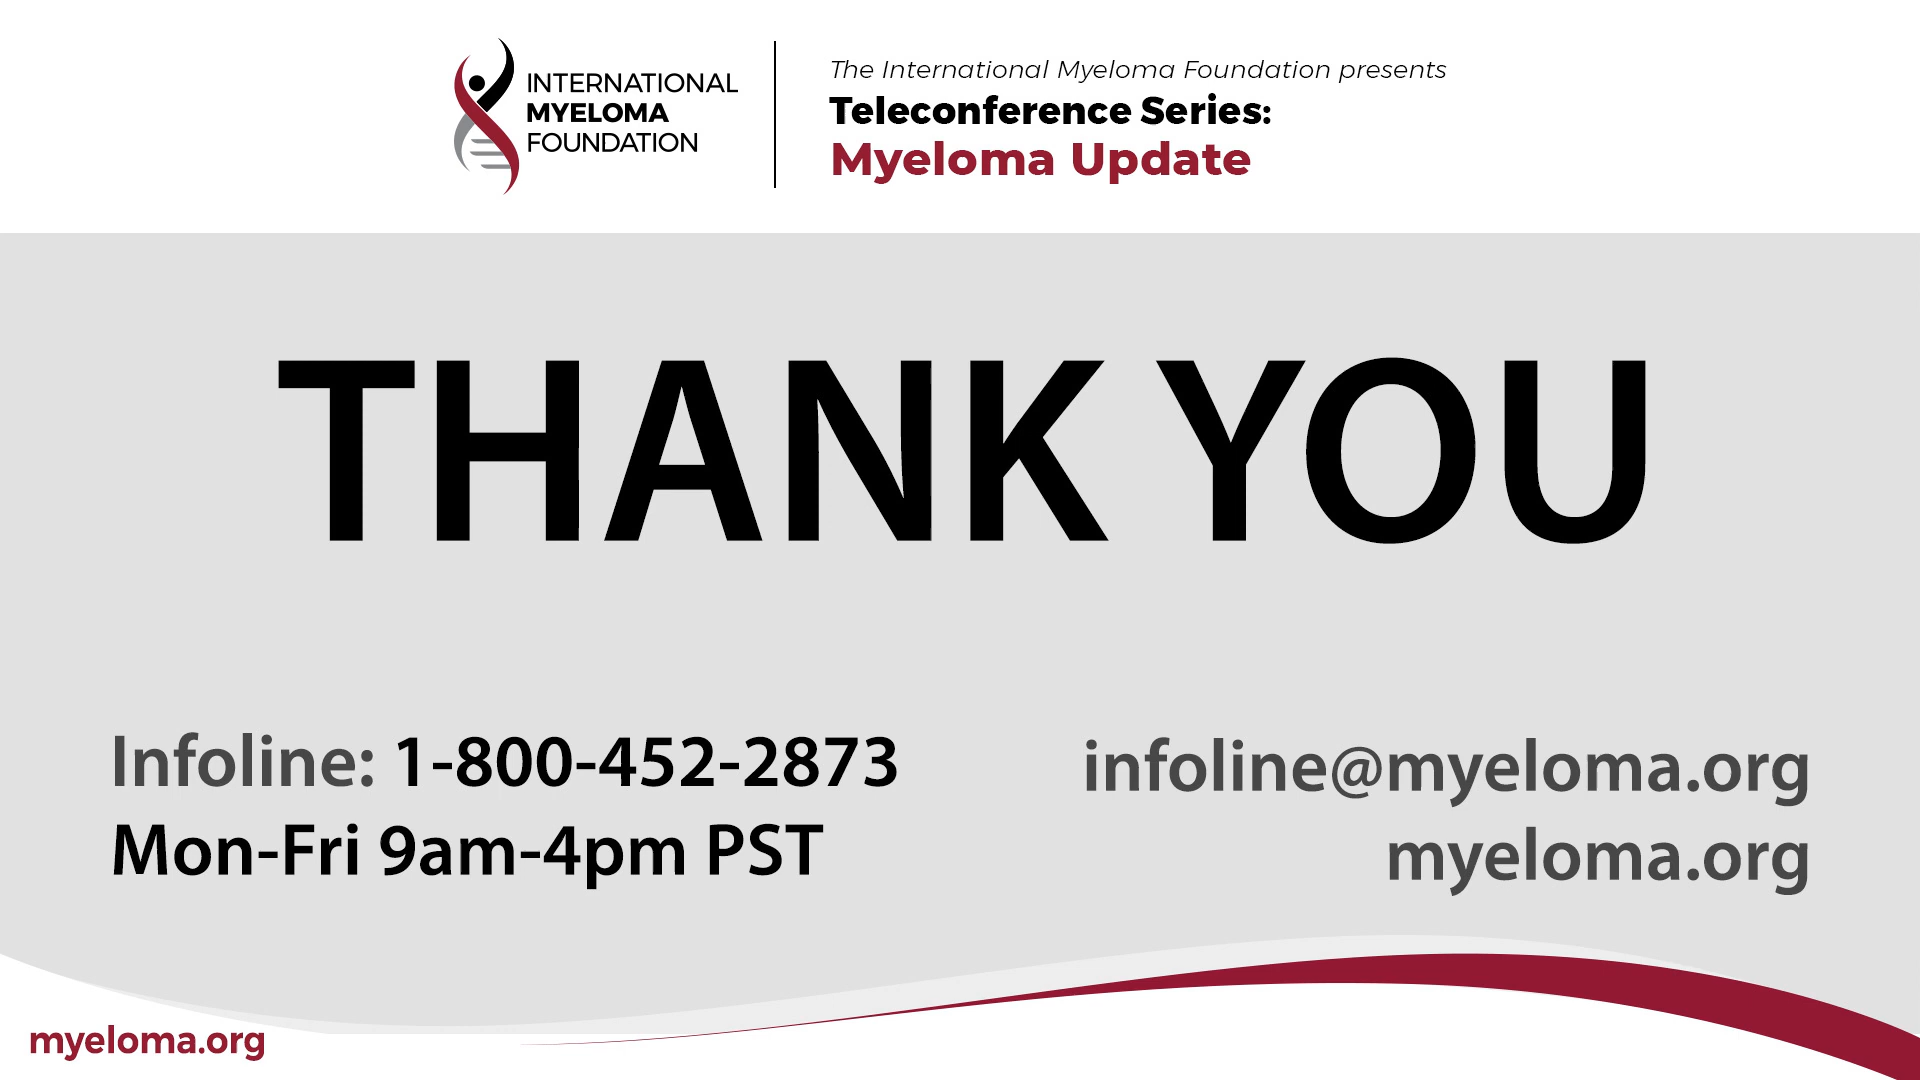 INTERNATIONAL
MYELOMA
FOUNDATION
The International Myeloma Foundation presents
Teleconference Series:
Myeloma Update
THANK YOU
Infoline: 1-800-452-2873
Mon-Fri 9am-4pm PST
infoline@myeloma.org
myeloma.org
myeloma.org